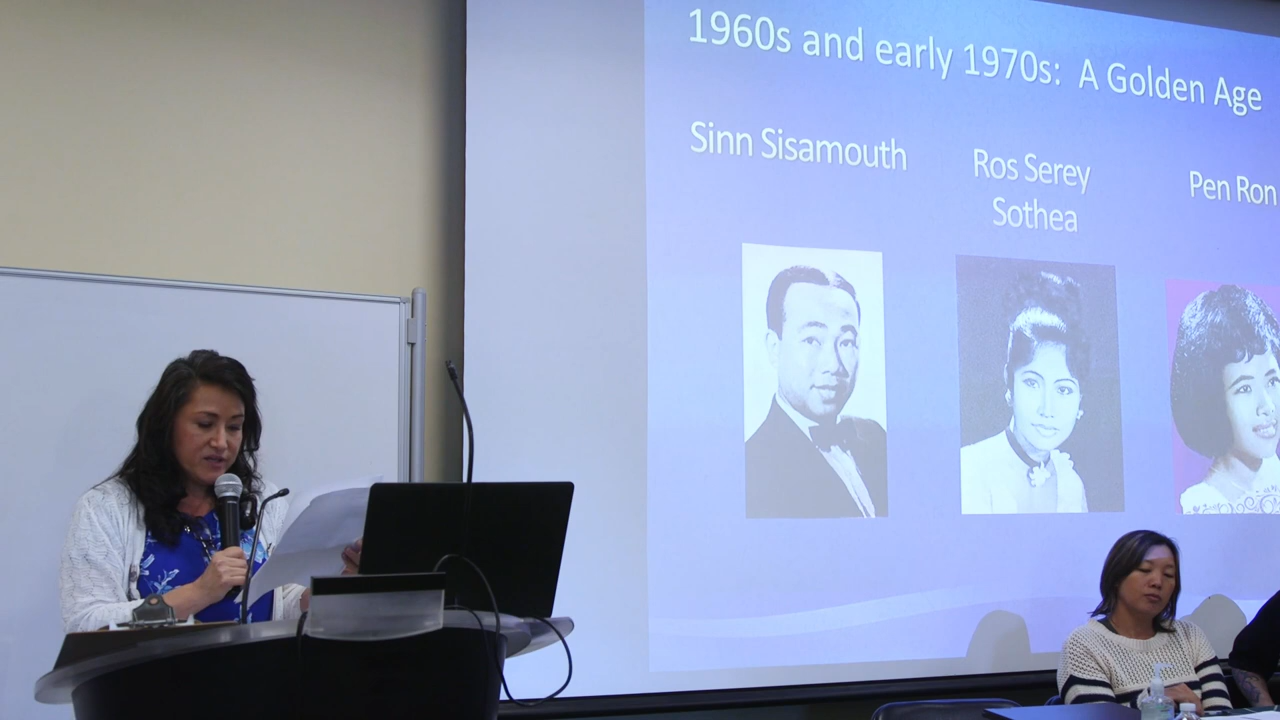 1960s and early 1970s: A Golden Age
Sinn Sisamouth
Ros Serey
Sothea
Pen Ron